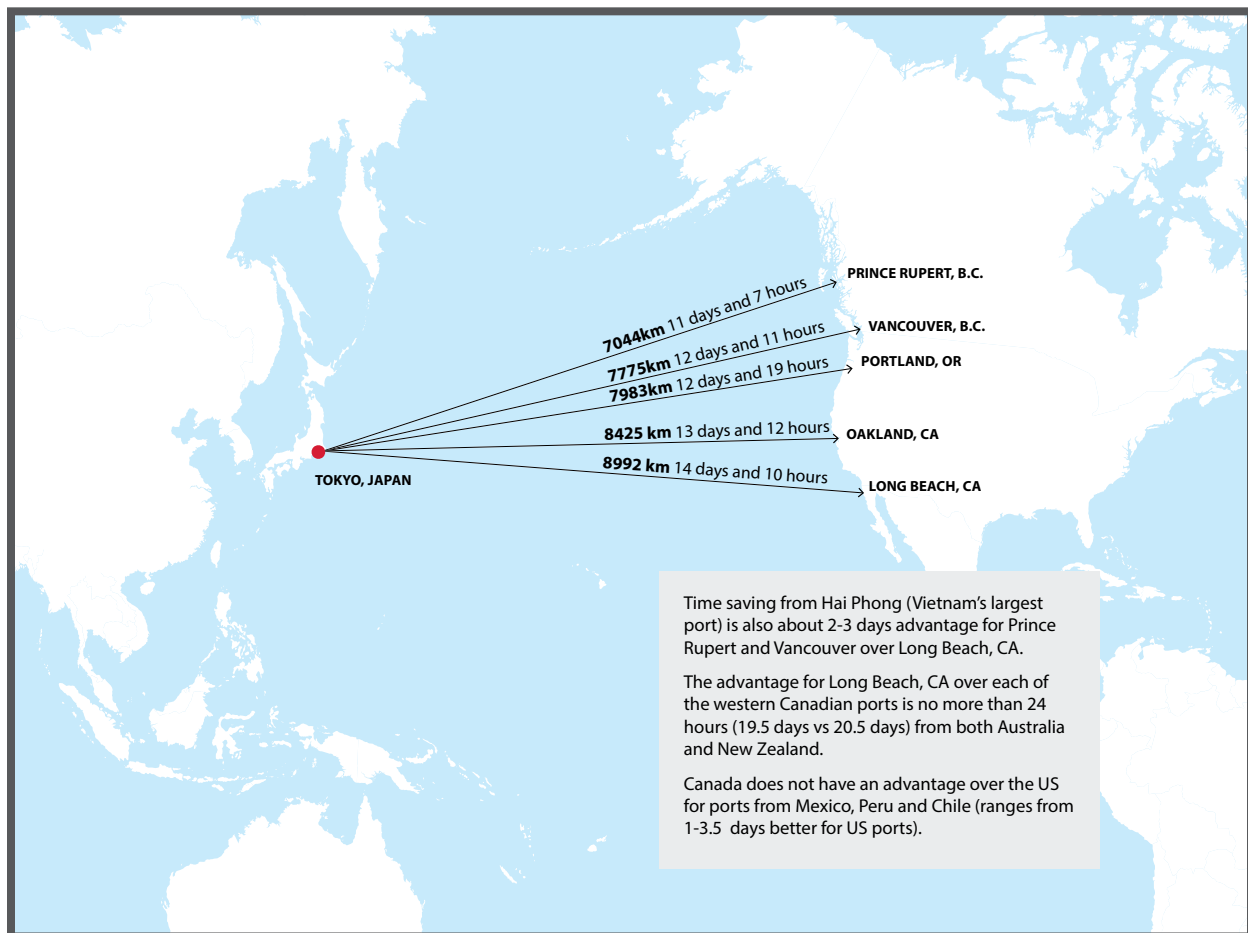 PRINCE RUPERT, B.C.
7044km 11 days and 7 hours
VANCOUVER, B.C.
7775km 12 days and 11 hours
PORTLAND, OR
7983km 12 days and 19 hours
OAKLAND, CA
8425 km 13 days and 12 hours
LONG BEACH, CA
8992 km 14 days and 10 hours
TOKYO, JAPAN
Time saving from Hai Phong (Vietnam's largest
port) is also about 2-3 days advantage for Prince
Rupert and Vancouver over Long Beach, CA.
The advantage for Long Beach, CA over each of
the western Canadian ports is no more than 24
hours (19.5 days vs 20.5 days) from both Australia
and New Zealand.
Canada does not have an advantage over the US
for ports from Mexico, Peru and Chile (ranges from
1-3.5 days better for US ports).